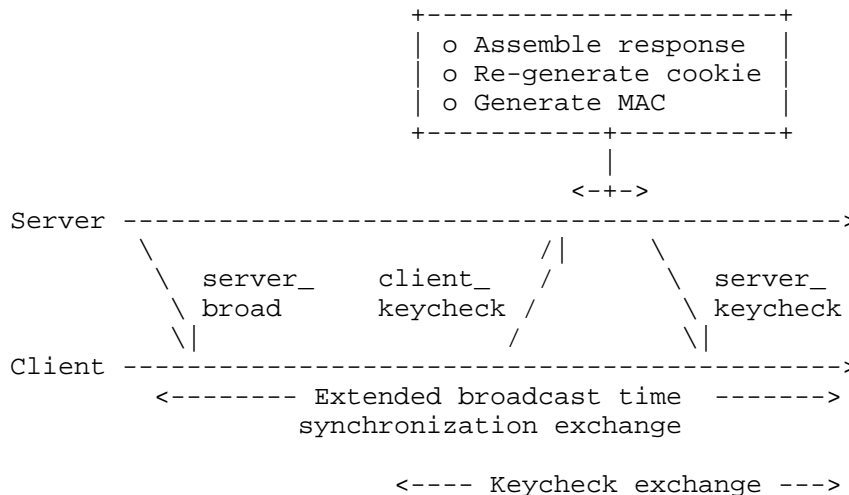 o Assemble response
o Re-generate cookie
o Generate MAC
Server
server_ client_ server_
broad keycheck keycheck
Client
Extended broadcast time
synchronization exchange
Keycheck exchange